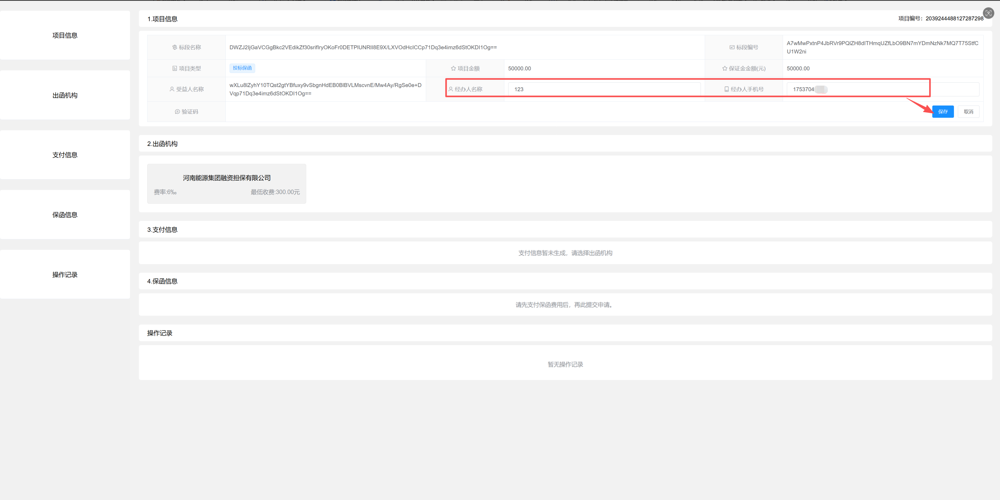 项目信息
出函机构
支付信息
保函信息
操作记录
1.项目信息
项目编号：2039244488127287298
标段名称
DWZJ2IjGaVCGgBkc2VEdikZf30srifIryOKoFr0DETPIUNRlI8E9X/LXVOdHcICCp71Dq3e4imz6dStOKDI1Og==
标段编号
A7wMwPxtnP4JbRVr9PQlZH8dITHmqUZfLbO9BN7mYDmNzNk7MQ7T75StfC
U1W2ni
项目类型
投标保函
项目金额
50000.00
保证金金额(元)
50000.00
受益人名称
wXLu8lZyhY10TQst2gtYBfuxy9vSbgnHdEB0BlBVLMscvnE/Mw4Ay/RgSe0e+D
Vqp71Dq3e4imz6dStOKDI1Og==
经办人名称
123
经办人手机号
1753704
验证码
保存
取消
2.出函机构
河南能源集团融资担保有限公司
费率:6‰
最低收费:300.00元
3.支付信息
支付信息暂未生成，请选择出函机构
4.保函信息
请先支付保函费用后，再此提交申请。
操作记录
暂无操作记录